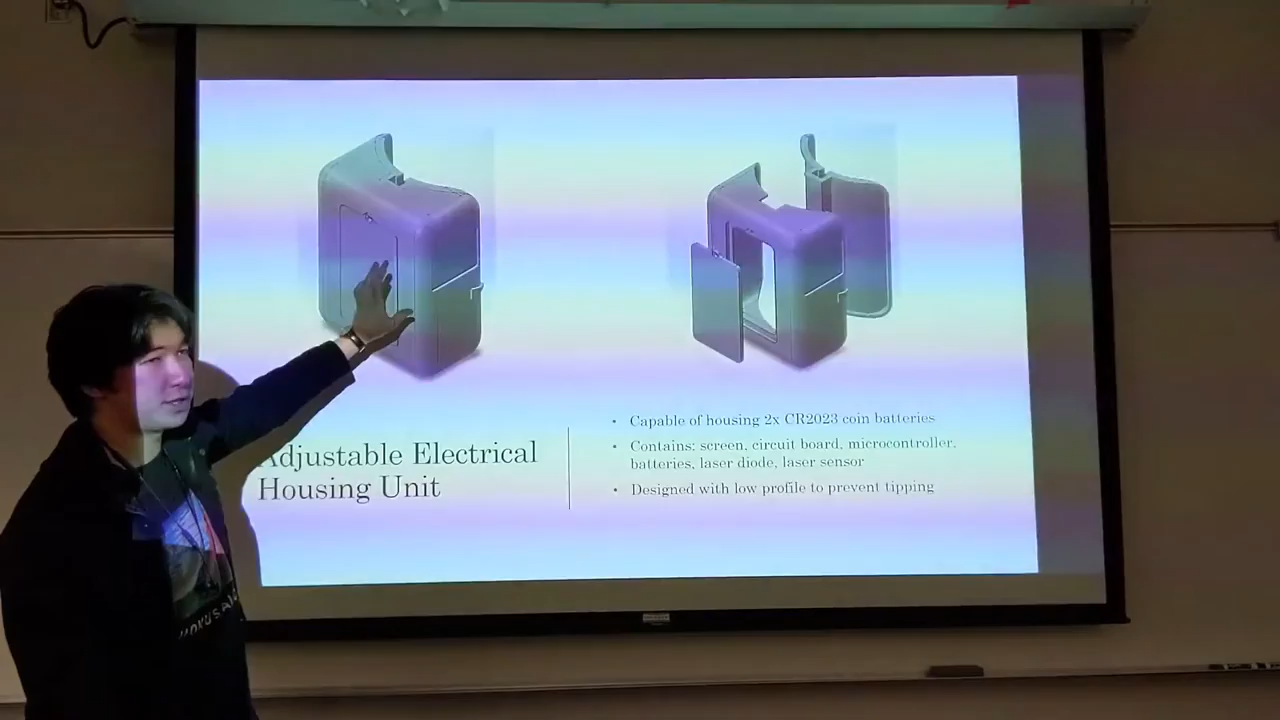 Adjustable Electrical
Housing Unit
• Capable of housing 2x CR2023 coin batteries
• Contains: screen, circuit board, microcontroller,
batteries, laser diode, laser sensor
• Designed with low profile to prevent tipping
HOKUSAI